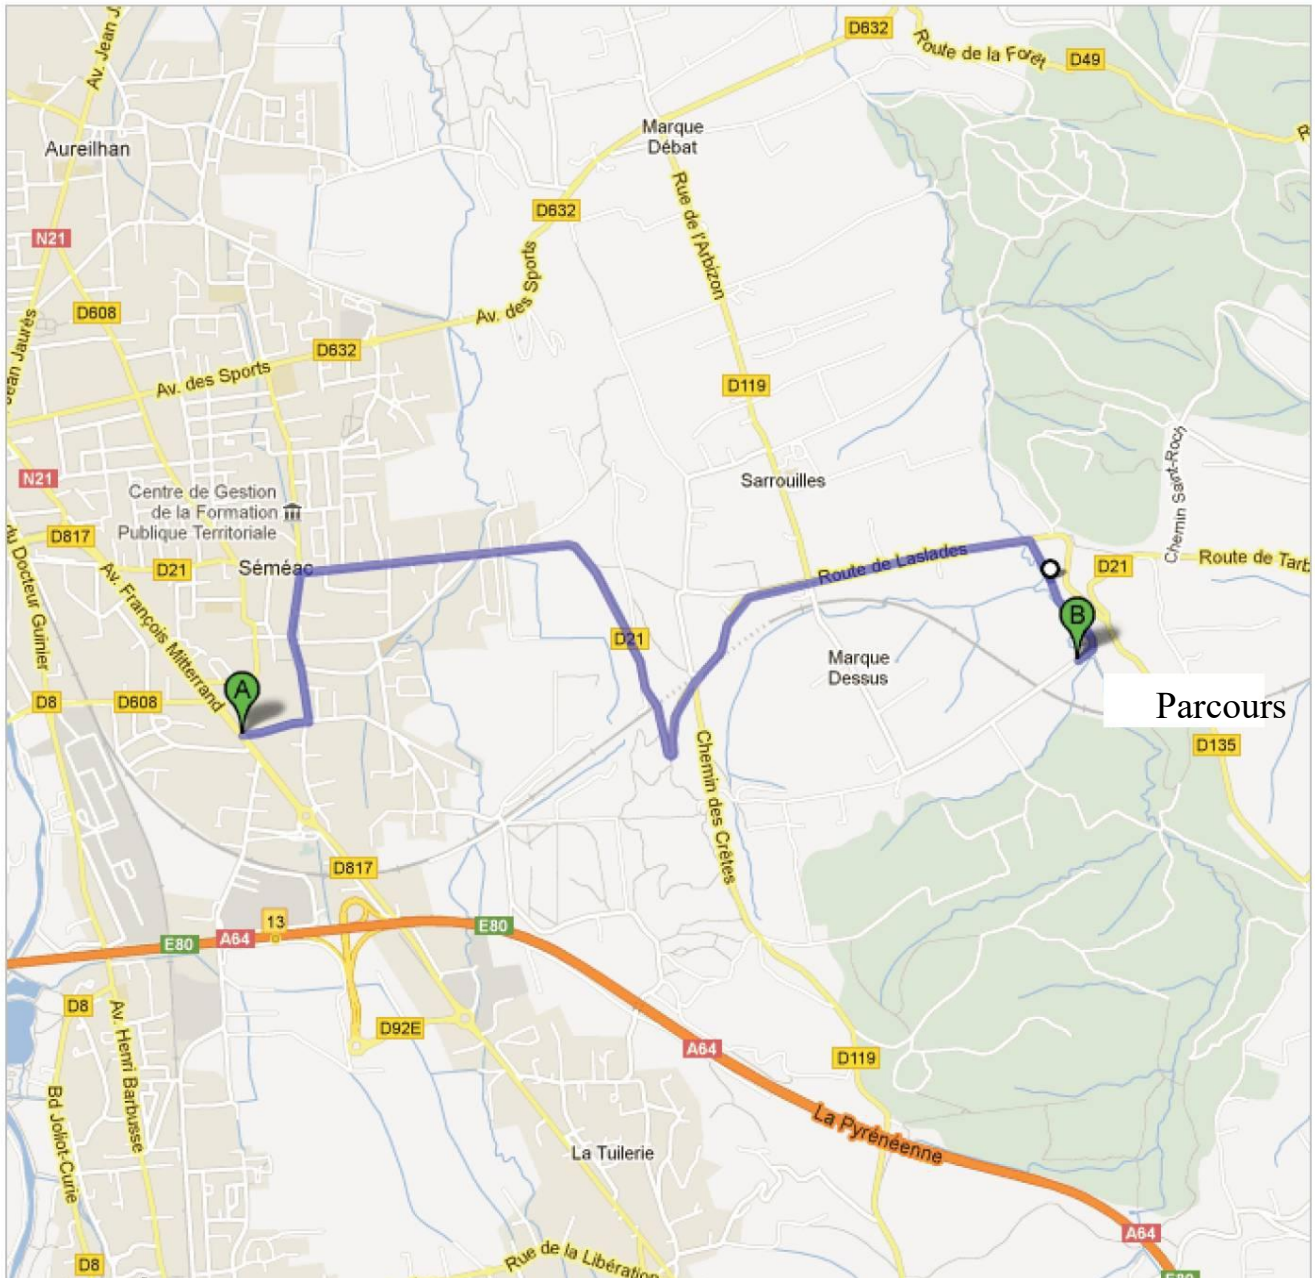 D632
Route de la Forêt
D49
Av. Jean J
Marque
Débat
Aureilhan
D632
Rue de l'Arbizon
N21
Av. des Sports
D608
Jean Jaurès
D632
Av. des Sports
D119
Chemin Saint-Roch
N21
Sarrouilles
Centre de Gestion
de la Formation
Publique Territoriale
D817
D21
Séméac
Route de Laslades
D21
Route de Tarb
du Docteur Guinier
Av. François Mitterrand
D21
B
Marque
Dessus
A
D8
D608
Parcours
D135
Chemin des Crêtes
D817
13
E80
A64
E80
D8
Av. Henri Barbusse
D92E
A64
D119
Bd Joliot-Curie
La Pyrénéenne
La Tuilerie
A64
D8
Rue de la Libération
E80